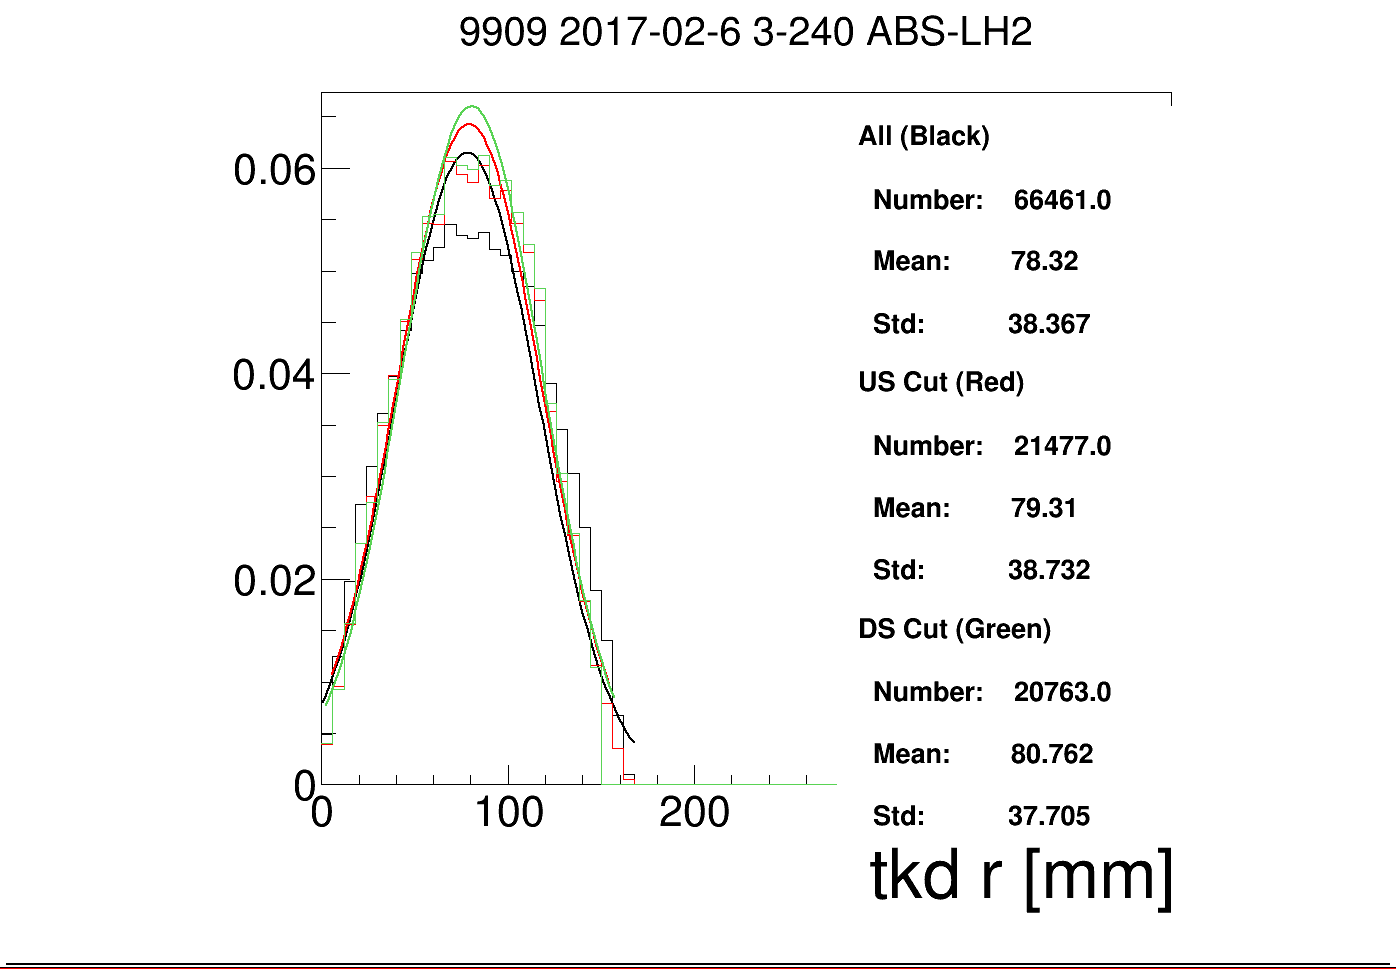 9909 2017-02-6 3-240 ABS-LH2
All (Black)
Number: 66461.0
Mean: 78.32
Std: 38.367
US Cut (Red)
Number: 21477.0
Mean: 79.31
Std: 38.732
DS Cut (Green)
Number: 20763.0
Mean: 80.762
Std: 37.705
0.06
0.04
0.02
0
0 100 200
tkd r [mm]